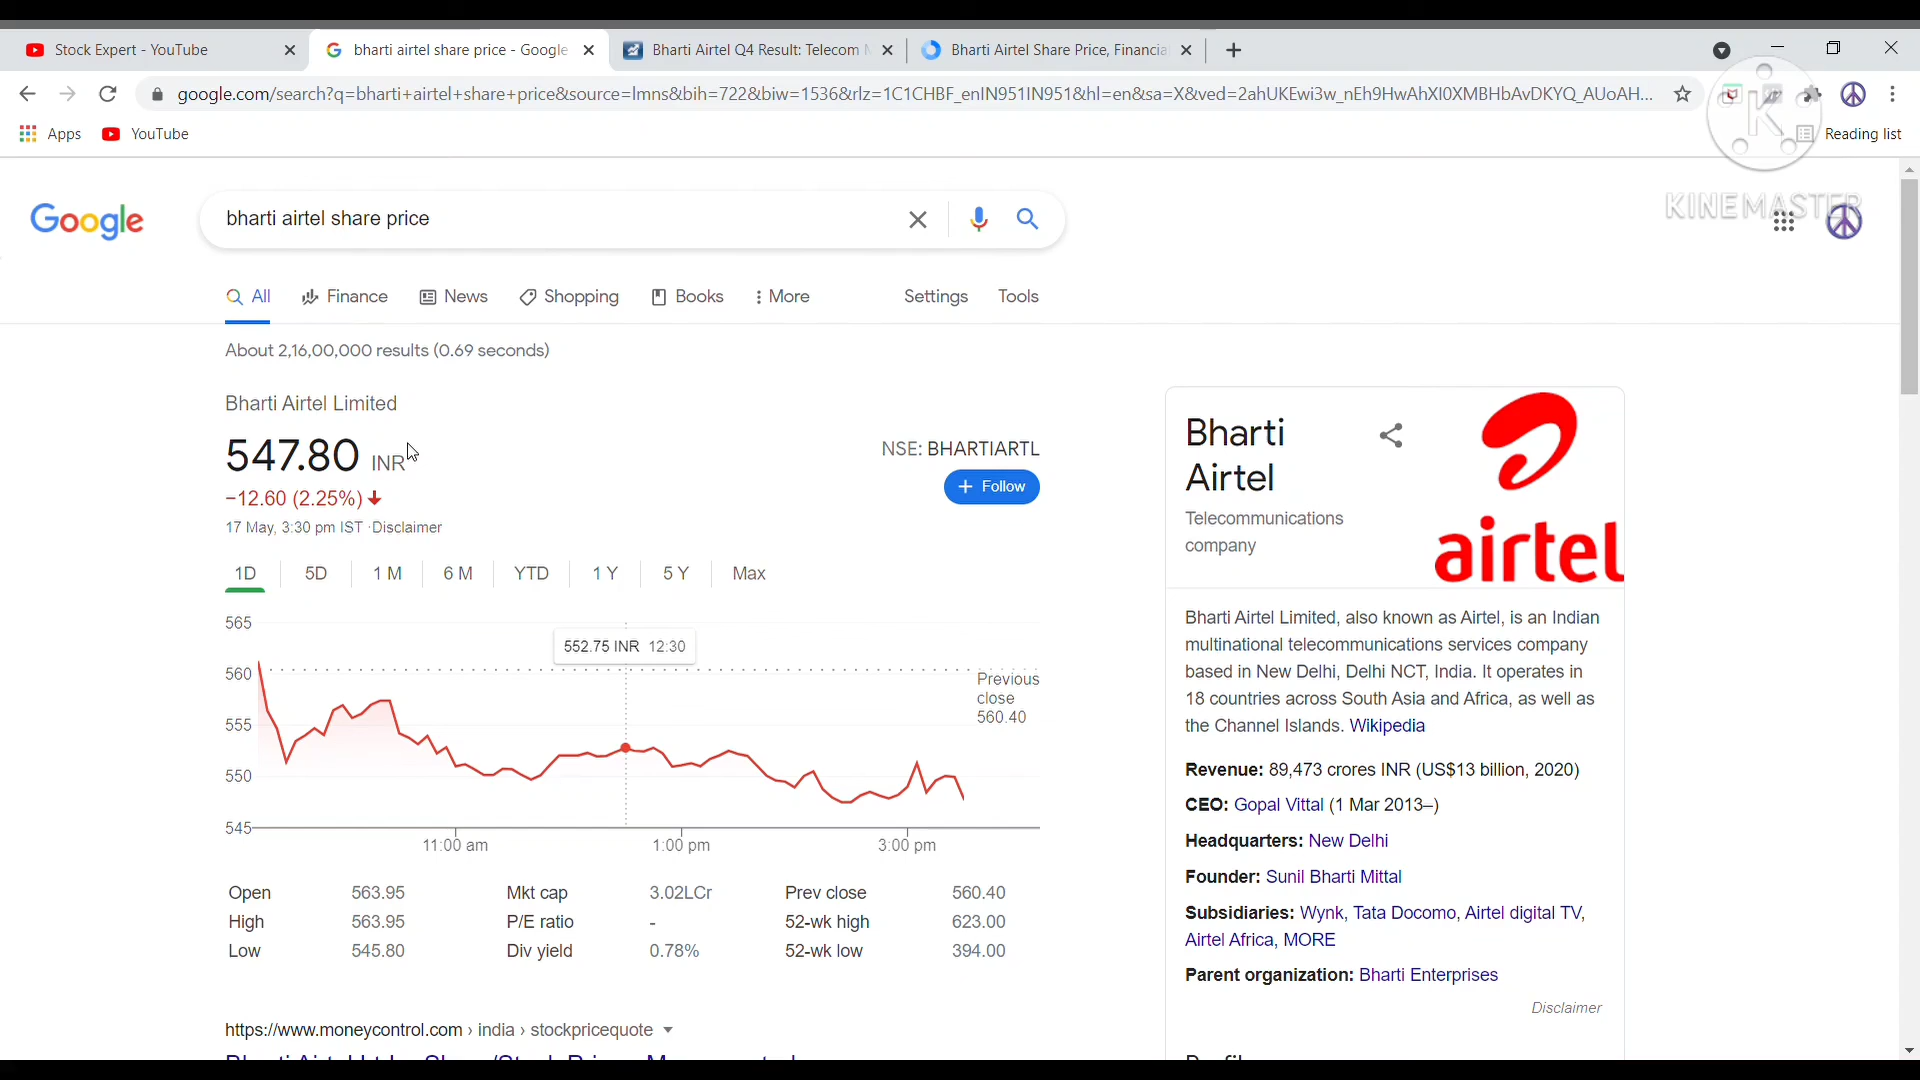 Stock Expert - YouTube
bharti airtel share price - Google
Bharti Airtel Q4 Result: Telecom
Bharti Airtel Share Price, Financia
google.com/search?q=bharti+airtel+share+price&source=lmns&bih=722&biw=1536&rlz=1C1CHBF_enIN951IN951&hl=en&sa=X&ved=2ahUKEwi3w_nEh9HwAhXI0XMBHbAvDKYQ_AUoAH...
Apps
YouTube
Reading list
K
KINEMASTER
Google
bharti airtel share price
All
Finance
News
Shopping
Books
More
Settings
Tools
About 2,16,00,000 results (0.69 seconds)
Bharti Airtel Limited
547.80 INR
NSE: BHARTIARTL
+ Follow
−12.60 (2.25%)
17 May, 3:30 pm IST · Disclaimer
1D
5D
1 M
6 M
YTD
1 Y
5 Y
Max
565
560
555
550
545
552.75 INR 12:30
Previous
close
560.40
11:00 am
1:00 pm
3:00 pm
Open 563.95 Mkt cap 3.02LCr Prev close 560.40
High 563.95 P/E ratio - 52-wk high 623.00
Low 545.80 Div yield 0.78% 52-wk low 394.00
https://www.moneycontrol.com › india › stockpricequote
Bharti
Airtel
Telecommunications
company
airtel
Bharti Airtel Limited, also known as Airtel, is an Indian
multinational telecommunications services company
based in New Delhi, Delhi NCT, India. It operates in
18 countries across South Asia and Africa, as well as
the Channel Islands. Wikipedia
Revenue: 89,473 crores INR (US$13 billion, 2020)
CEO: Gopal Vittal (1 Mar 2013–)
Headquarters: New Delhi
Founder: Sunil Bharti Mittal
Subsidiaries: Wynk, Tata Docomo, Airtel digital TV,
Airtel Africa, MORE
Parent organization: Bharti Enterprises
Disclaimer